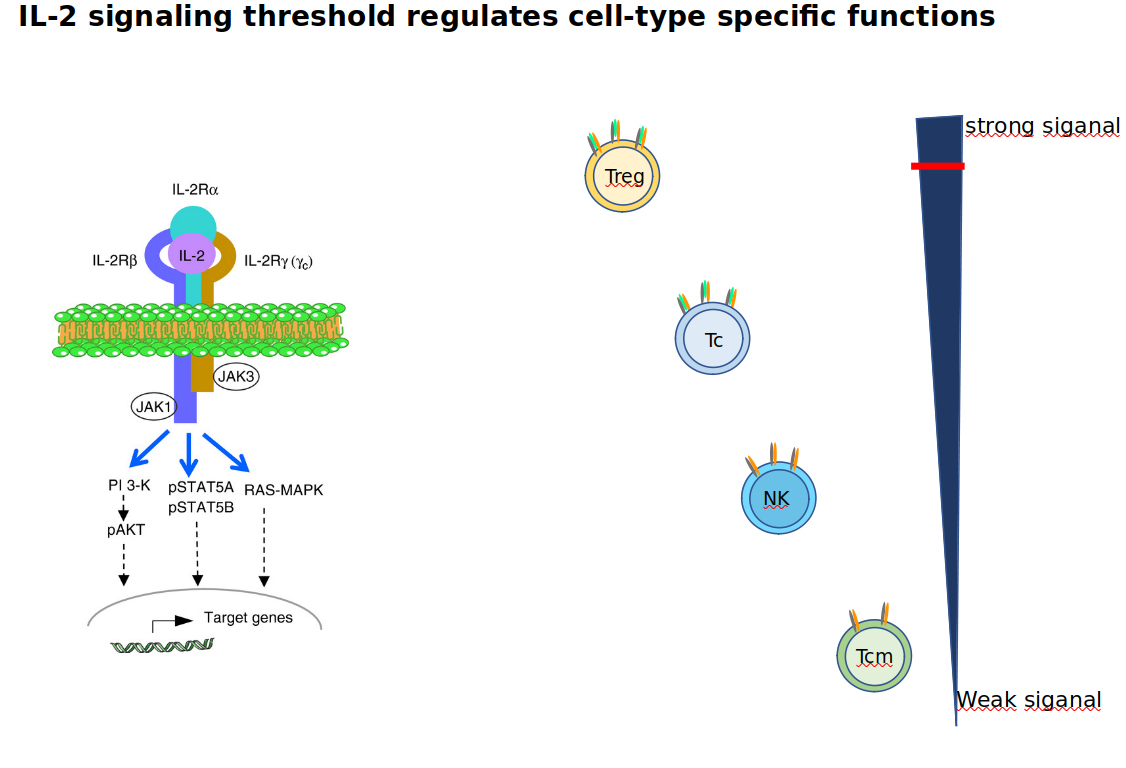 IL-2 signaling threshold regulates cell-type specific functions
IL-2Rα
IL-2Rβ
IL-2
IL-2Rγ (γc)
JAK3
JAK1
PI 3-K
pSTAT5A
pSTAT5B
RAS-MAPK
pAKT
Target genes
Treg
Tc
NK
Tcm
strong siganal
Weak siganal